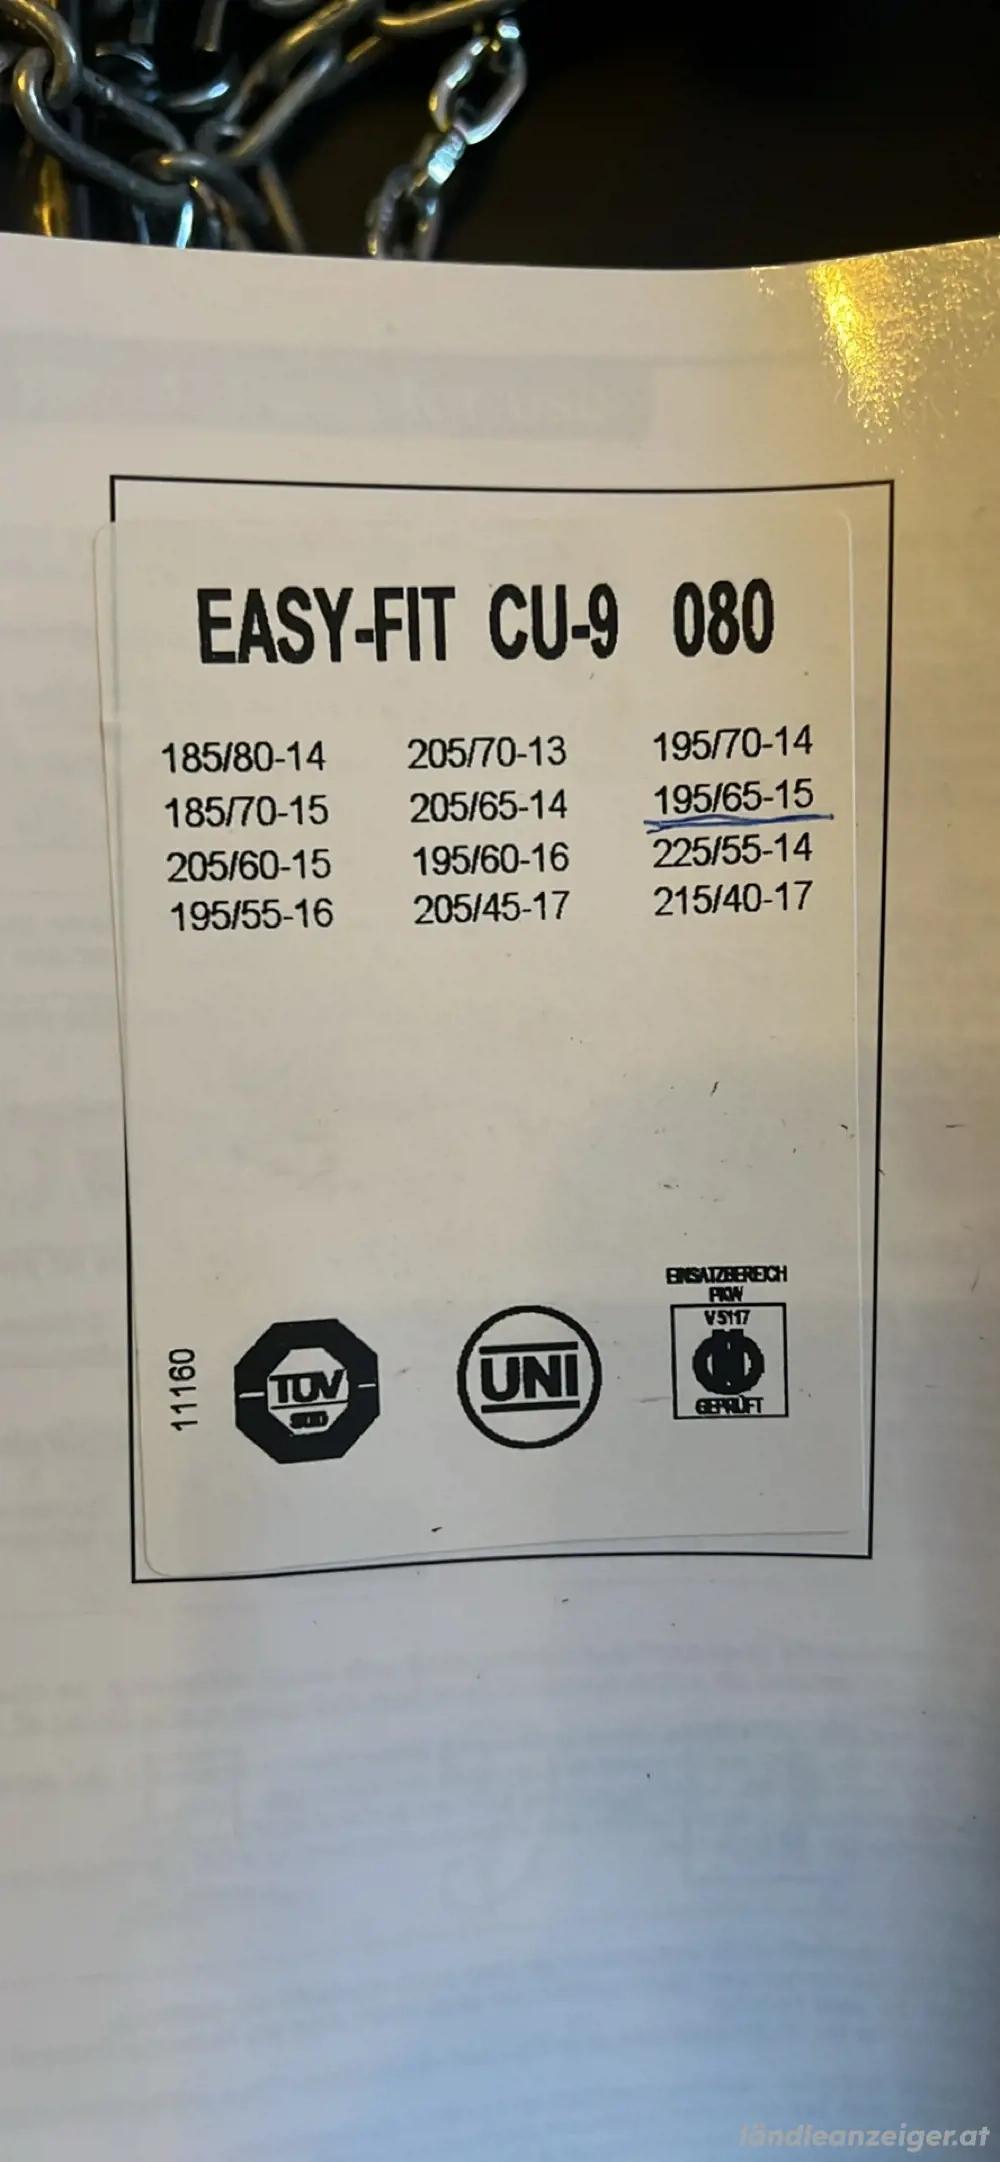 EASY-FIT CU-9 080
185/80-14 205/70-13 195/70-14
185/70-15 205/65-14 195/65-15
205/60-15 195/60-16 225/55-14
195/55-16 205/45-17 215/40-17
11160
TÜV
SÜD
UNI
EINSATZBEREICH
PKW
V5117
GEPRÜFT
ländleanzeiger.at